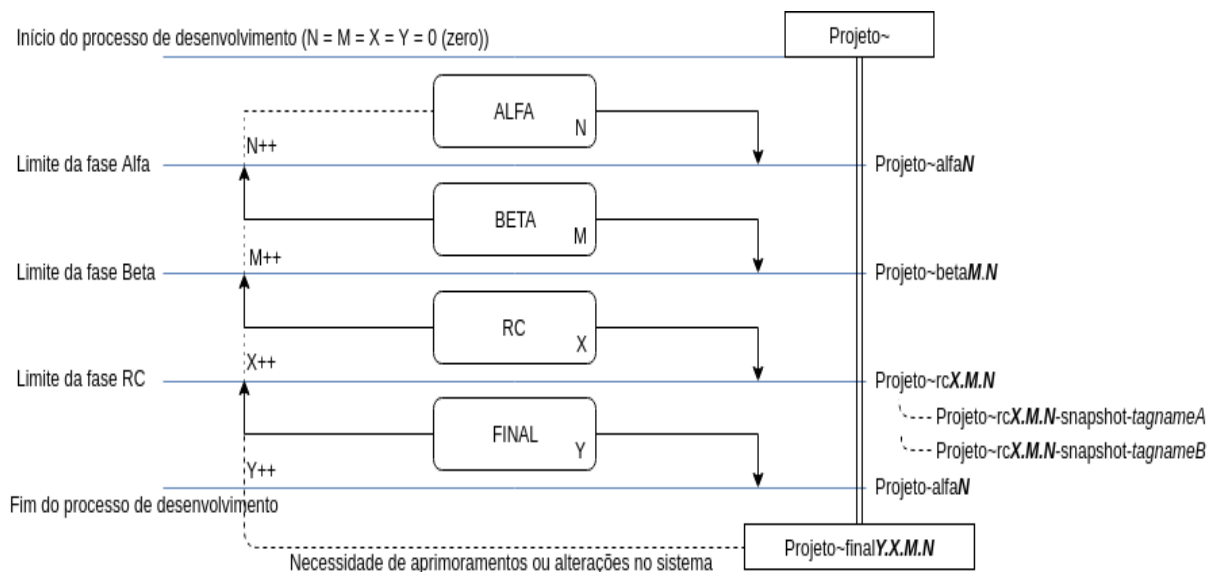 Início do processo de desenvolvimento (N = M = X = Y = 0 (zero))
Projeto~
ALFA
N
N++
Limite da fase Alfa
Projeto~alfaN
BETA
M
M++
Limite da fase Beta
Projeto~betaM.N
RC
X
X++
Limite da fase RC
Projeto~rcX.M.N
Projeto~rcX.M.N-snapshot-tagnameA
FINAL
Y
Projeto~rcX.M.N-snapshot-tagnameB
Y++
Projeto-alfaN
Fim do processo de desenvolvimento
Projeto~finalY.X.M.N
Necessidade de aprimoramentos ou alterações no sistema